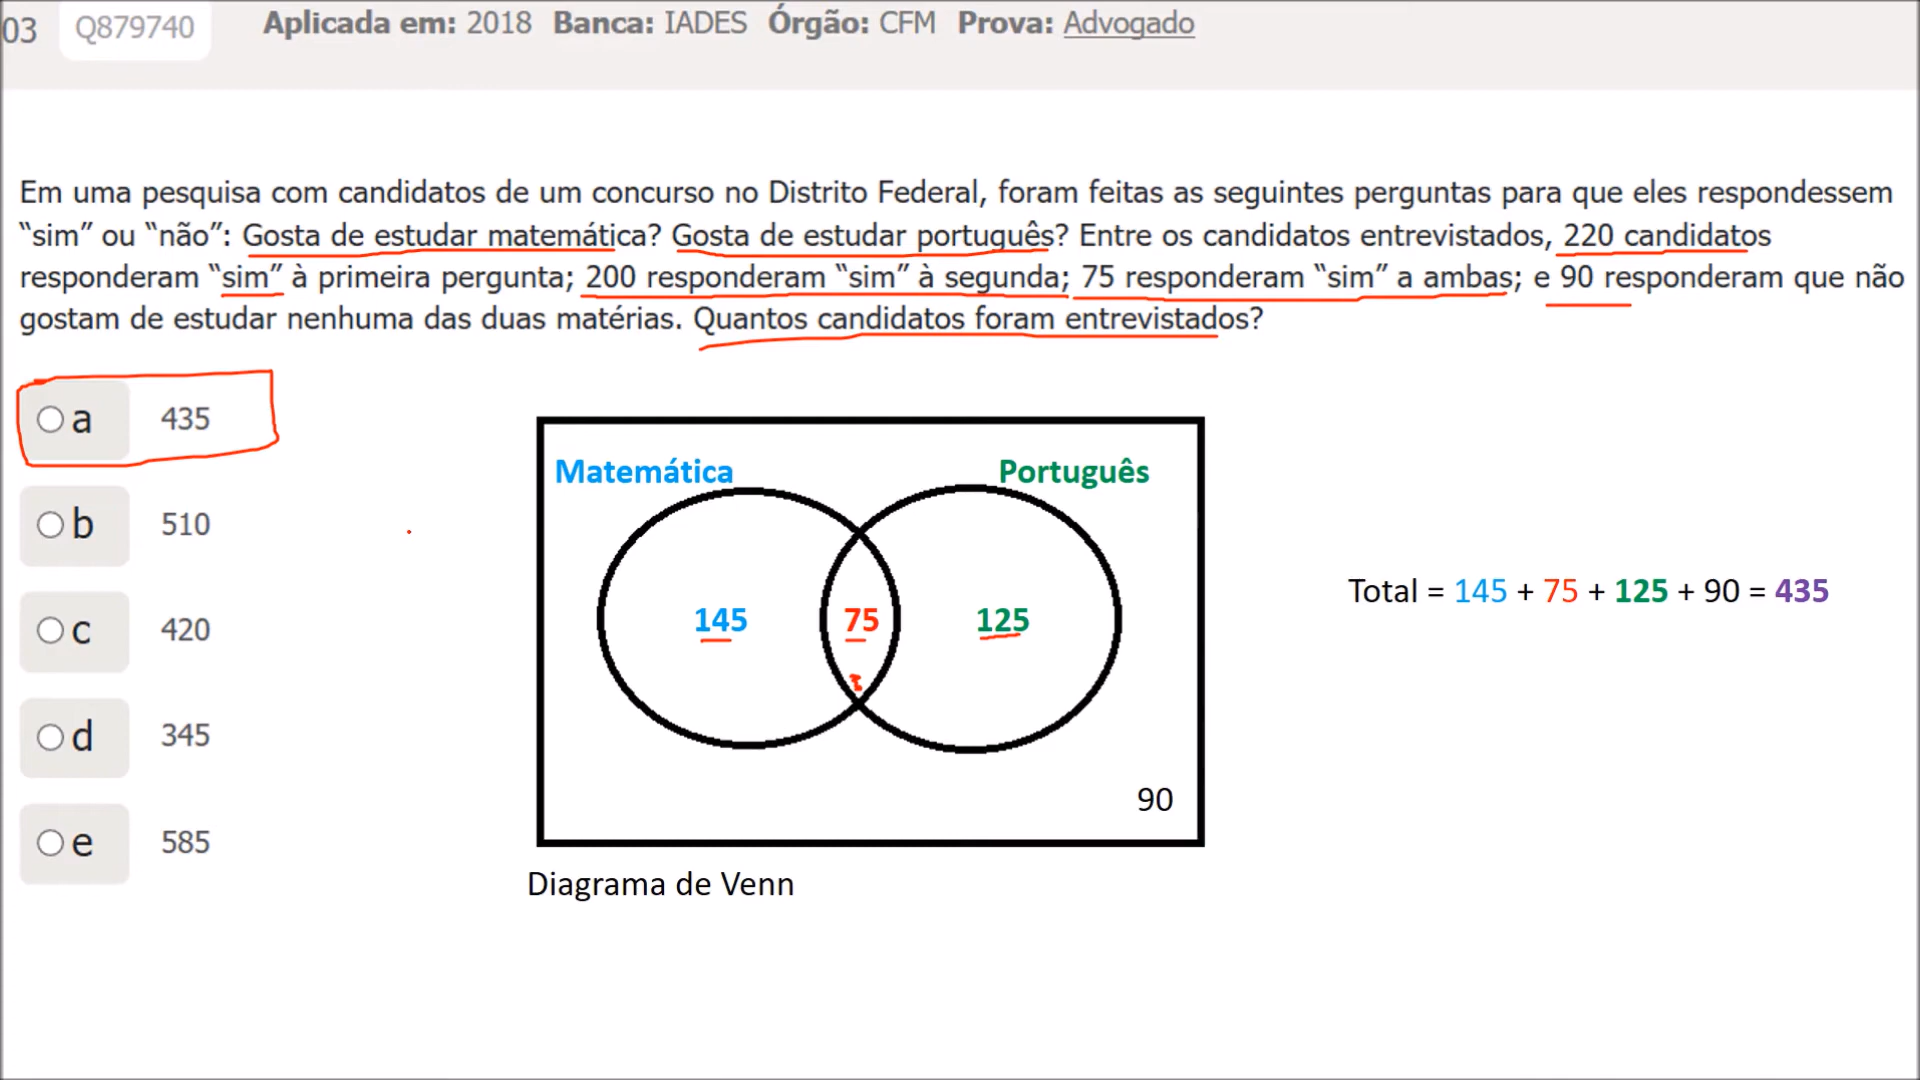 03 Q879740 Aplicada em: 2018 Banca: IADES Órgão: CFM Prova: Advogado
Em uma pesquisa com candidatos de um concurso no Distrito Federal, foram feitas as seguintes perguntas para que eles respondessem
“sim” ou “não”: Gosta de estudar matemática? Gosta de estudar português? Entre os candidatos entrevistados, 220 candidatos
responderam “sim” à primeira pergunta; 200 responderam “sim” à segunda; 75 responderam “sim” a ambas; e 90 responderam que não
gostam de estudar nenhuma das duas matérias. Quantos candidatos foram entrevistados?
a 435
b 510
c 420
d 345
e 585
Matemática Português
145 75 125
90
Diagrama de Venn
Total = 145 + 75 + 125 + 90 = 435